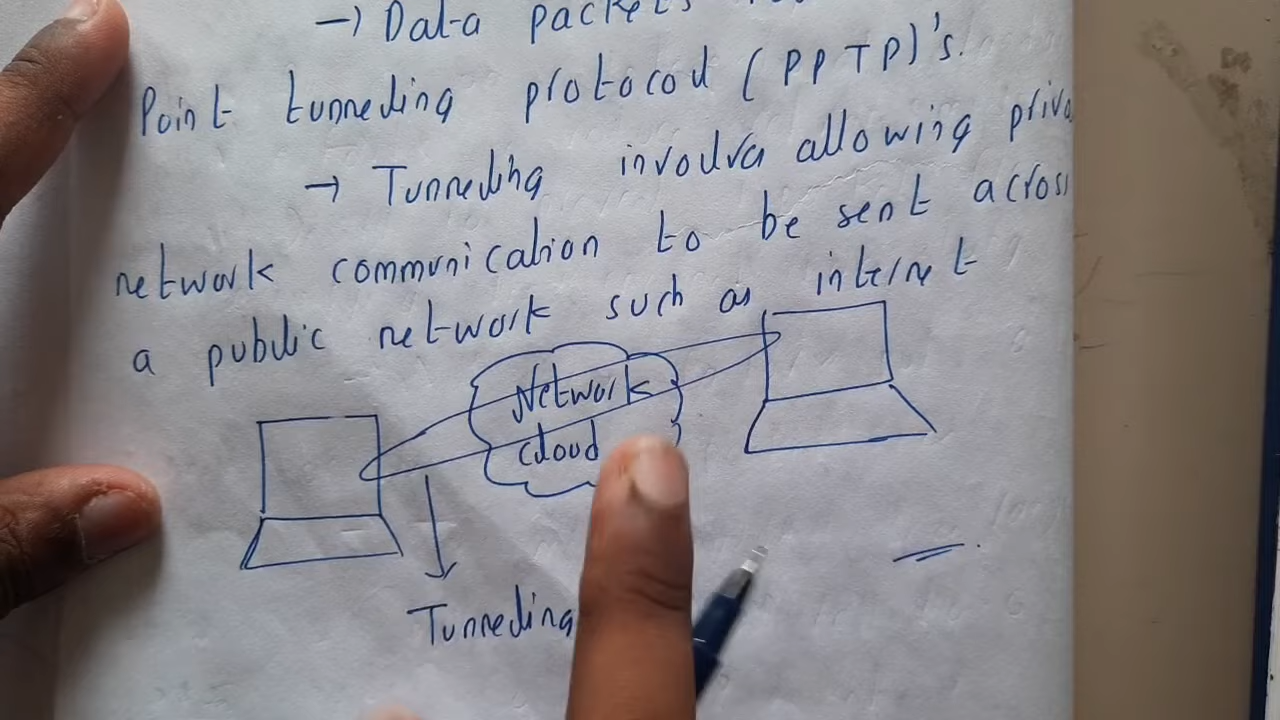 → Data packets
Point tunneling protocol (PPTP)'s.
→ Tunneling involva allowing priva
network communication to be sent across
a public network such as internet
Network
cloud
Tunneling